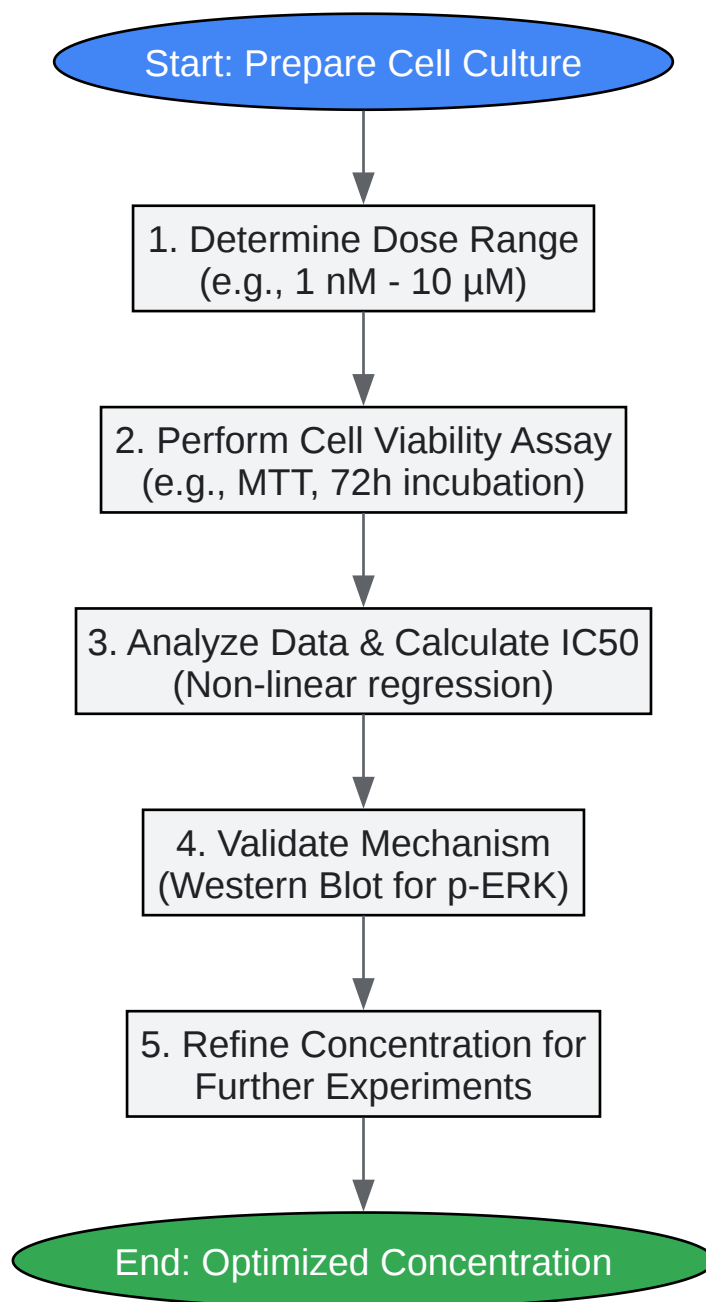 Start: Prepare Cell Culture
1. Determine Dose Range
(e.g., 1 nM - 10 µM)
2. Perform Cell Viability Assay
(e.g., MTT, 72h incubation)
3. Analyze Data & Calculate IC50
(Non-linear regression)
4. Validate Mechanism
(Western Blot for p-ERK)
5. Refine Concentration for
Further Experiments
End: Optimized Concentration